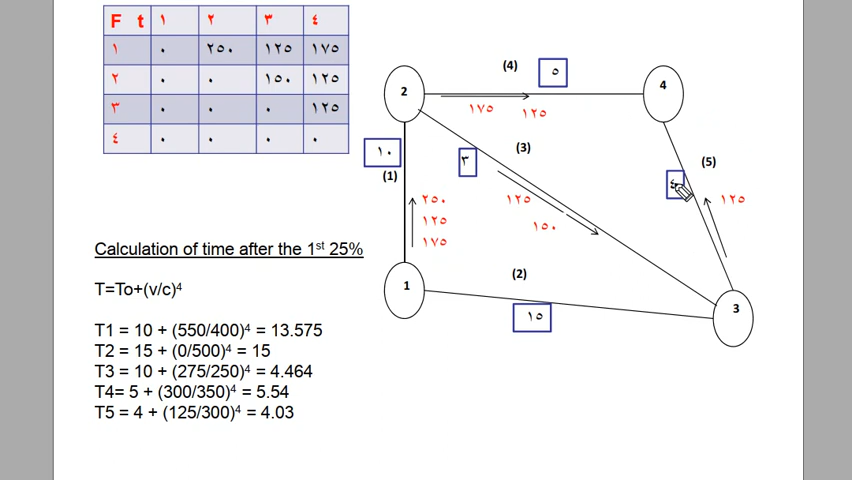 F t ١ ٢ ٣ ٤
١ ٠ ٢٥٠ ١٢٥ ١٧٥
٢ ٠ ٠ ١٥٠ ١٢٥
٣ ٠ ٠ ٠ ١٢٥
٤ ٠ ٠ ٠ ٠
(4)
٥
2
4
١٧٥
١٢٥
١٠
(1)
٣
(3)
(5)
٢٥٠
١٢٥
١٧٥
١٢٥
١٥٠
١٢٥
1
(2)
١٥
3
Calculation of time after the 1st 25%
T=To+(v/c)4
T1 = 10 + (550/400)4 = 13.575
T2 = 15 + (0/500)4 = 15
T3 = 10 + (275/250)4 = 4.464
T4= 5 + (300/350)4 = 5.54
T5 = 4 + (125/300)4 = 4.03